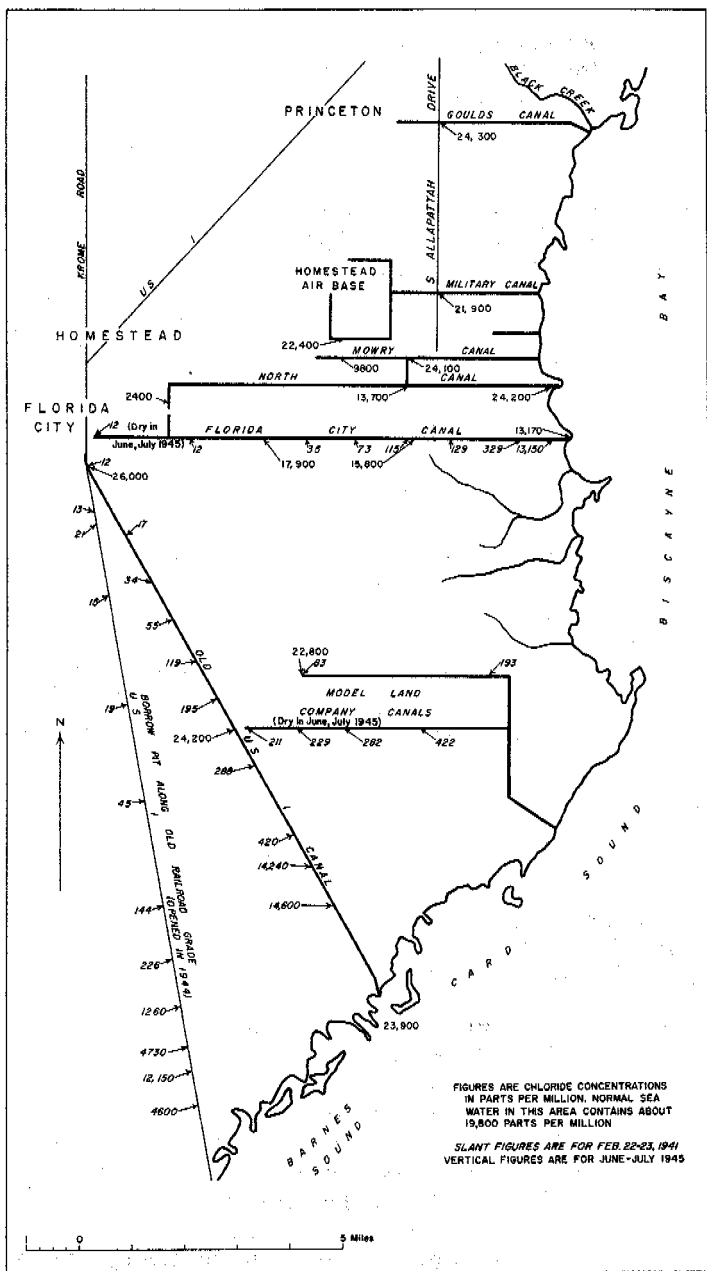 BLACK CREEK
PRINCETON
DRIVE
GOULDS CANAL
24,300
KROME ROAD
US 1
S ALLAPATTAH
HOMESTEAD
AIR BASE
MILITARY CANAL
21,900
BAY
HOMESTEAD
22,400
MOWRY CANAL
9800
24,100
NORTH CANAL
2400
13,700
24,200
FLORIDA
CITY
12 (Dry in
June, July 1945)
FLORIDA CITY CANAL
13,170
12
17,900
36
73
15,800
115
129
329
13,150
12
26,000
BISCAYNE
13
21
17
18
34
55
OLD
119
22,800
83
193
MODEL LAND
COMPANY CANALS
(Dry in June, July 1945)
195
19
US
24,200
US
211
229
262
422
N
BORROW PIT ALONG OLD RAILROAD GRADE
(OPENED IN 1944)
45
1
1
420
CANAL
14,240
SOUND
14,600
144
226
CARD
1260
23,900
4730
12,150
4600
BARNES
SOUND
FIGURES ARE CHLORIDE CONCENTRATIONS
IN PARTS PER MILLION. NORMAL SEA
WATER IN THIS AREA CONTAINS ABOUT
19,800 PARTS PER MILLION
SLANT FIGURES ARE FOR FEB. 22-23, 1941
VERTICAL FIGURES ARE FOR JUNE-JULY 1945
0
5 Miles